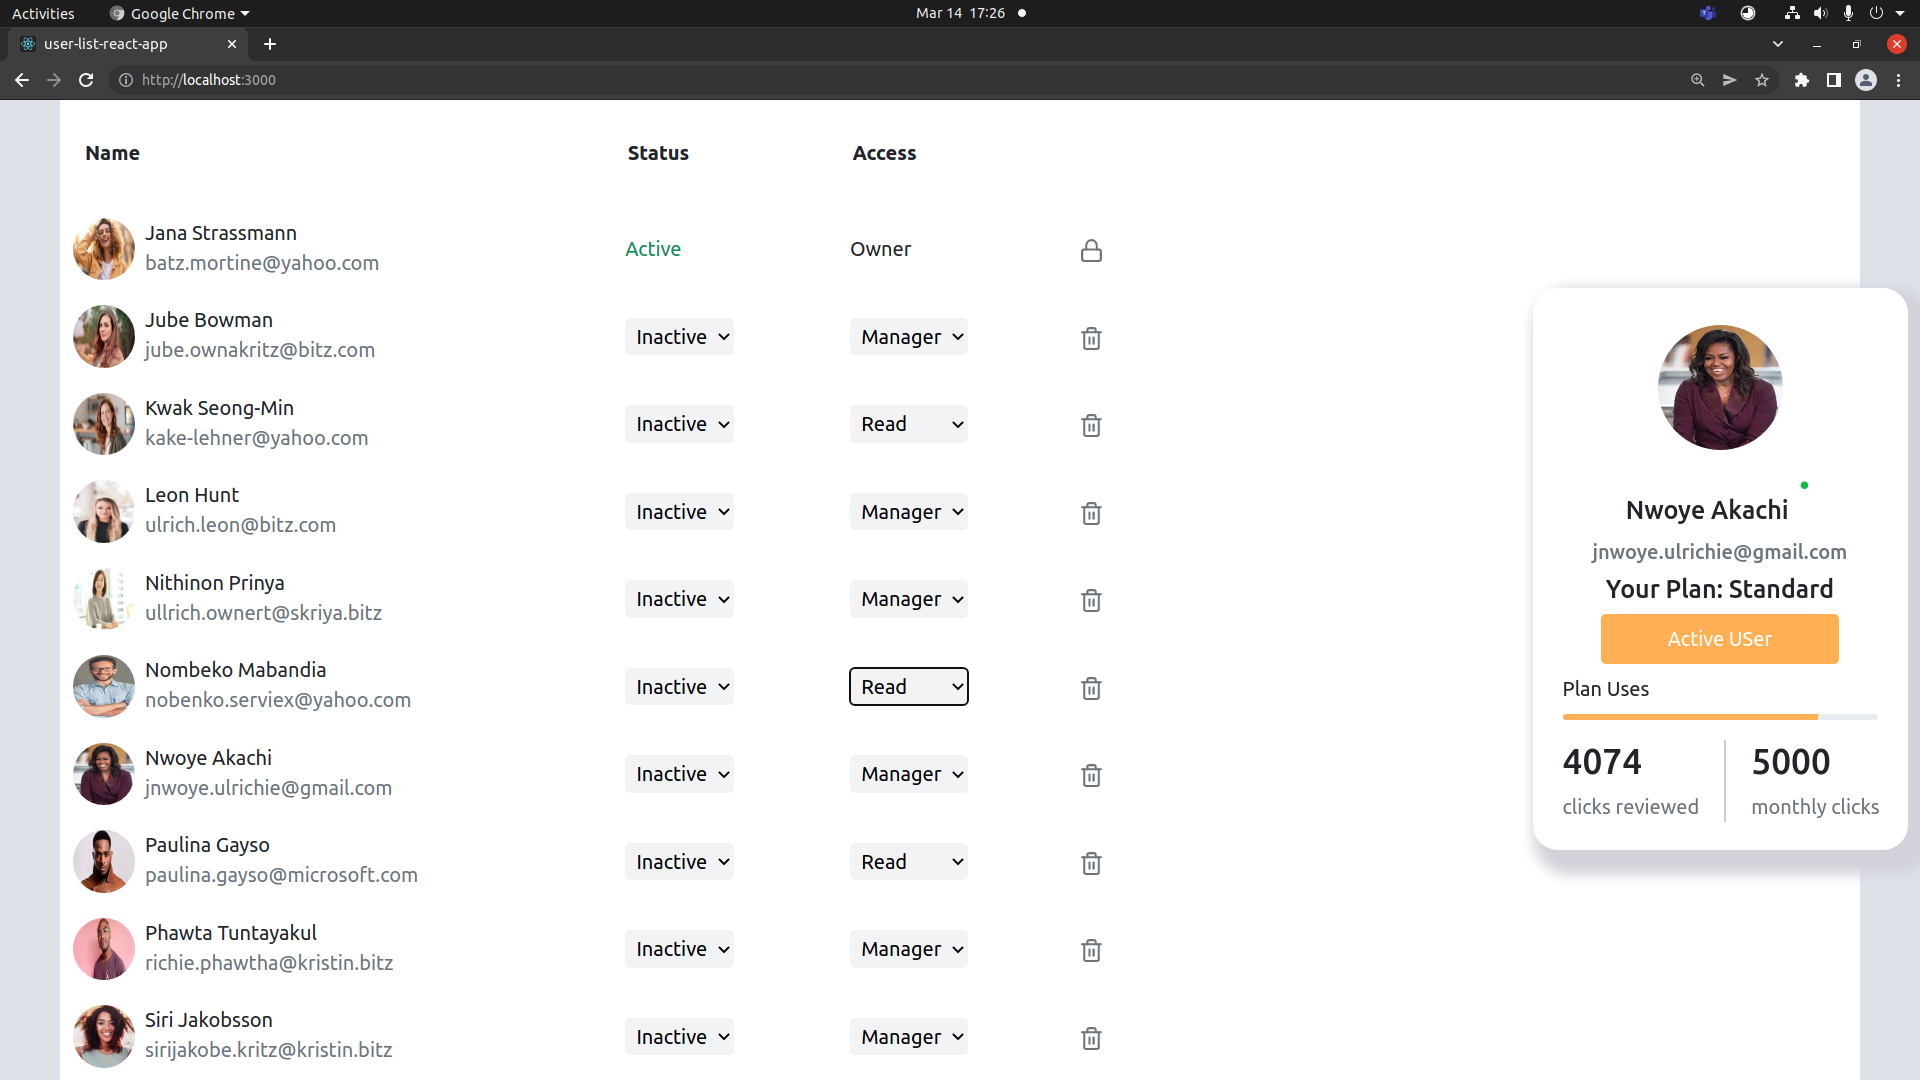 Activities Google Chrome Mar 14 17:26
user-list-react-app
http://localhost:3000
Name Status Access
Jana Strassmann
batz.mortine@yahoo.com
Active Owner
Jube Bowman
jube.ownakritz@bitz.com
Inactive Manager
Kwak Seong-Min
kake-lehner@yahoo.com
Inactive Read
Leon Hunt
ulrich.leon@bitz.com
Inactive Manager
Nithinon Prinya
ullrich.ownert@skriya.bitz
Inactive Manager
Nombeko Mabandia
nobenko.serviex@yahoo.com
Inactive Read
Nwoye Akachi
jnwoye.ulrichie@gmail.com
Inactive Manager
Paulina Gayso
paulina.gayso@microsoft.com
Inactive Read
Phawta Tuntayakul
richie.phawtha@kristin.bitz
Inactive Manager
Siri Jakobsson
sirijakobe.kritz@kristin.bitz
Inactive Manager
Nwoye Akachi
jnwoye.ulrichie@gmail.com
Your Plan: Standard
Active USer
Plan Uses
4074 5000
clicks reviewed monthly clicks